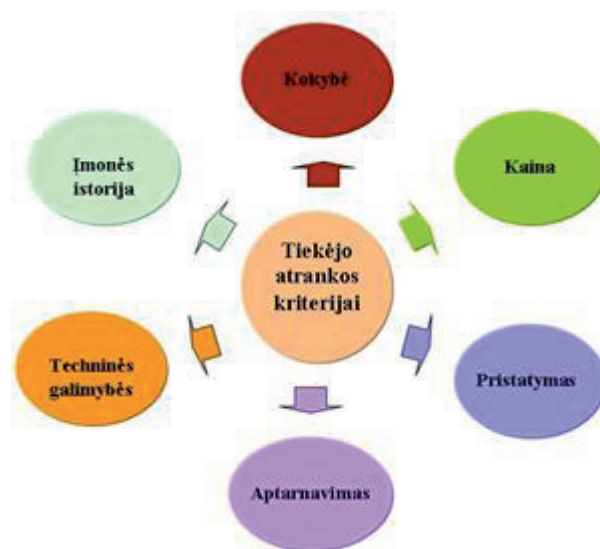 Kokybė
Įmonės
istorija
Kaina
Tiekėjo
atrankos
kriterijai
Techninės
galimybės
Pristatymas
Aptarnavimas